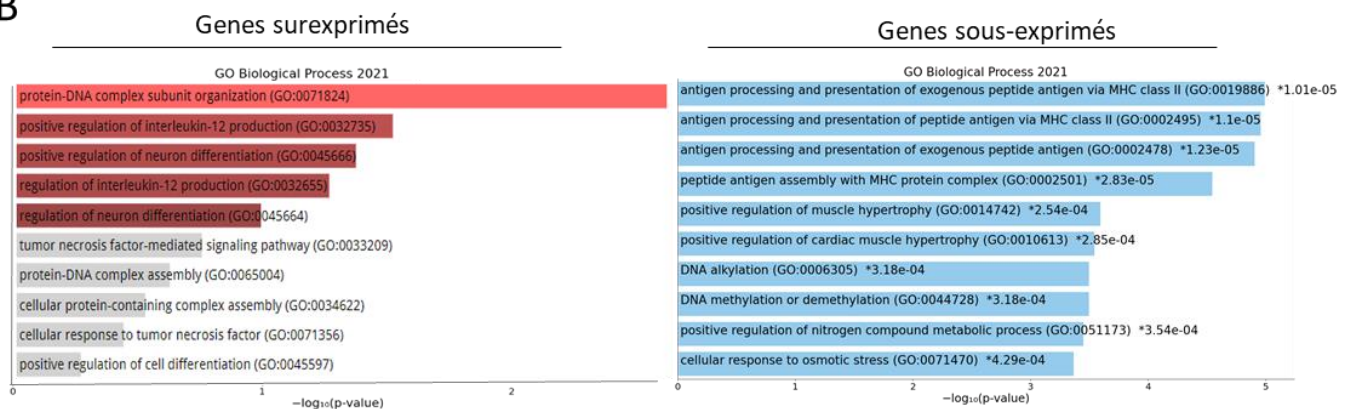 B
Genes surexprimés
GO Biological Process 2021
protein-DNA complex subunit organization (GO:0071824)
positive regulation of interleukin-12 production (GO:0032735)
positive regulation of neuron differentiation (GO:0045666)
regulation of interleukin-12 production (GO:0032655)
regulation of neuron differentiation (GO:0045664)
tumor necrosis factor-mediated signaling pathway (GO:0033209)
protein-DNA complex assembly (GO:0065004)
cellular protein-containing complex assembly (GO:0034622)
cellular response to tumor necrosis factor (GO:0071356)
positive regulation of cell differentiation (GO:0045597)
0 1 2
−log₁₀(p-value)
Genes sous-exprimés
GO Biological Process 2021
antigen processing and presentation of exogenous peptide antigen via MHC class II (GO:0019886) *1.01e-05
antigen processing and presentation of peptide antigen via MHC class II (GO:0002495) *1.1e-05
antigen processing and presentation of exogenous peptide antigen (GO:0002478) *1.23e-05
peptide antigen assembly with MHC protein complex (GO:0002501) *2.83e-05
positive regulation of muscle hypertrophy (GO:0014742) *2.54e-04
positive regulation of cardiac muscle hypertrophy (GO:0010613) *2.85e-04
DNA alkylation (GO:0006305) *3.18e-04
DNA methylation or demethylation (GO:0044728) *3.18e-04
positive regulation of nitrogen compound metabolic process (GO:0051173) *3.54e-04
cellular response to osmotic stress (GO:0071470) *4.29e-04
0 1 2 3 4 5
−log₁₀(p-value)